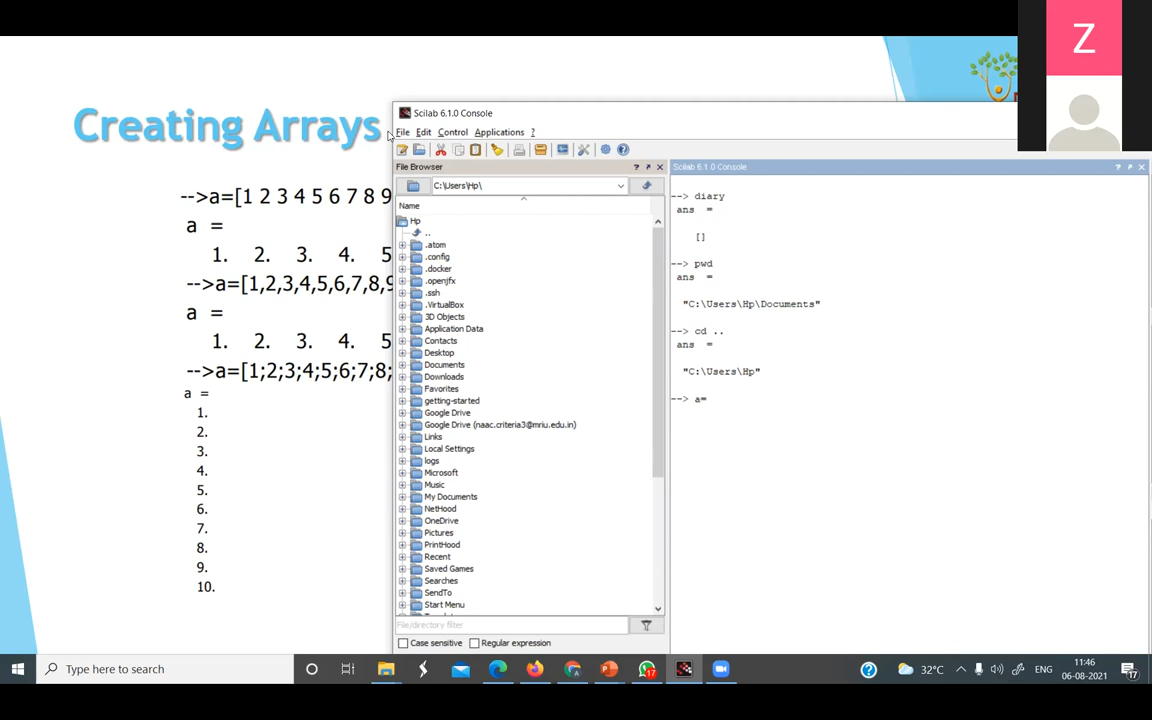 Z
Creating Arrays
-->a=[1 2 3 4 5 6 7 8 9
a =
1. 2. 3. 4. 5
-->a=[1,2,3,4,5,6,7,8,9
a =
1. 2. 3. 4. 5
-->a=[1;2;3;4;5;6;7;8;
a =
1.
2.
3.
4.
5.
6.
7.
8.
9.
10.
Scilab 6.1.0 Console
File Edit Control Applications ?
File Browser
C:\Users\Hp\
Name
Hp
..
.atom
.config
.docker
.openjfx
.ssh
.VirtualBox
3D Objects
Application Data
Contacts
Desktop
Documents
Downloads
Favorites
getting-started
Google Drive
Google Drive (naac.criteria3@mriu.edu.in)
Links
Local Settings
logs
Microsoft
Music
My Documents
NetHood
OneDrive
Pictures
PrintHood
Recent
Saved Games
Searches
SendTo
Start Menu
File/directory filter
Case sensitive Regular expression
Scilab 6.1.0 Console
--> diary
ans =
[]
--> pwd
ans =
"C:\Users\Hp\Documents"
--> cd ..
ans =
"C:\Users\Hp"
--> a=
Type here to search
17
32°C
ENG
11:46
06-08-2021
17